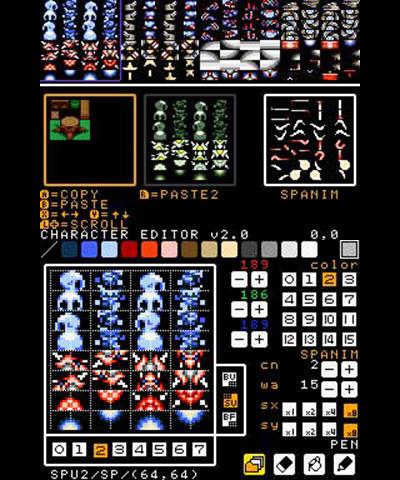 A=COPY
R=PASTE2
SPANIM
B=PASTE
X=←→ Y=↑↓
L+=SCROLL
CHARACTER EDITOR v2.0 0,0
189 color
0 1 2 3
186
4 5 6 7
189
8 9 10 11
12 13 14 15
SPANIM
cn 2
BU
wa 15
SU
sx x1 x2 x4 x8
BF
sy x1 x2 x4 x8
PEN
0 1 2 3 4 5 6 7
SPU2/SP/(64,64)